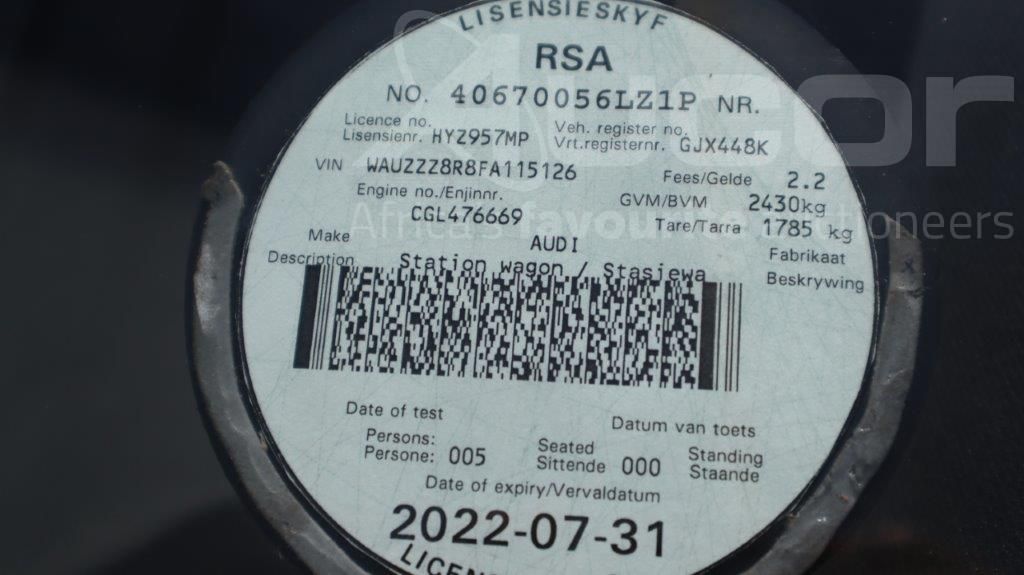 LISENSIESKYF
RSA
NO. 40670056LZ1P NR.
Licence no.
Lisensienr. HYZ957MP
Veh. register no.
Vrt.registernr. GJX448K
VIN WAUZZZ8R8FA115126
Fees/Gelde 2.2
Engine no./Enjinnr.
CGL476669
GVM/BVM 2430kg
Tare/Tarra 1785 kg
Make AUDI Fabrikaat
Description Station wagon / Stasiewa Beskrywing
Date of test Datum van toets
Persons:
Persone: 005
Seated
Sittende 000
Standing
Staande
Date of expiry/Vervaldatum
2022-07-31
Aucor
Africa's favourite auctioneers